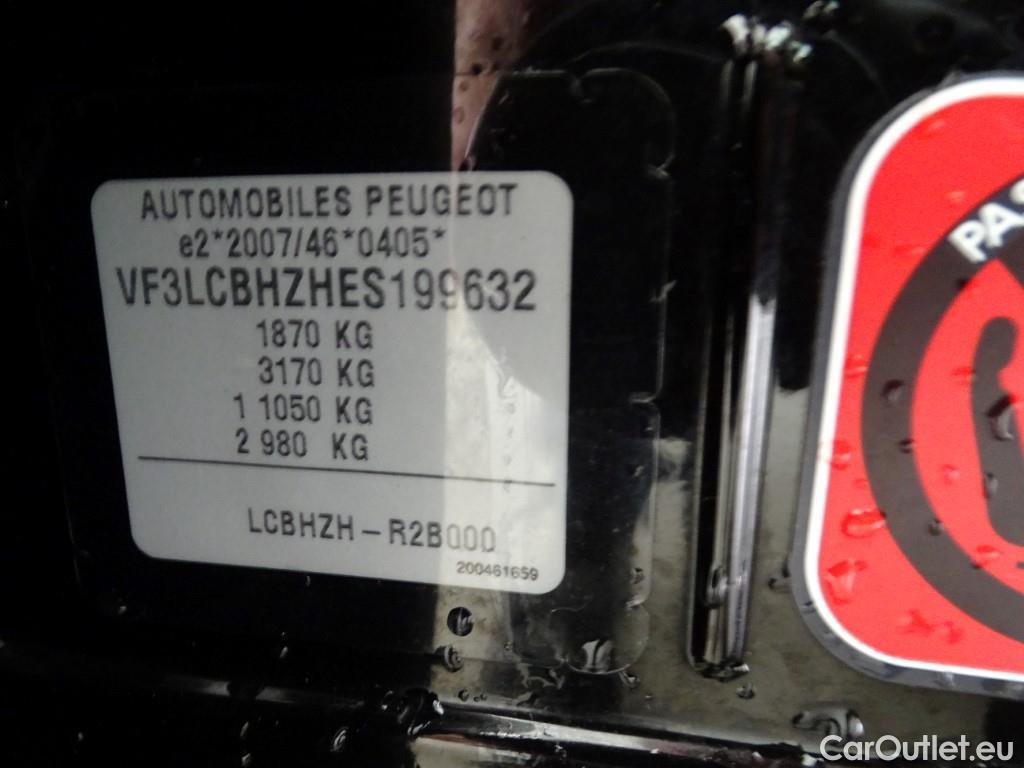 AUTOMOBILES PEUGEOT
e2*2007/46*0405*
VF3LCBHZHES199632
1870 KG
3170 KG
1 1050 KG
2 980 KG
LCBHZH-R2B000
200461659
PAS
CarOutlet.eu